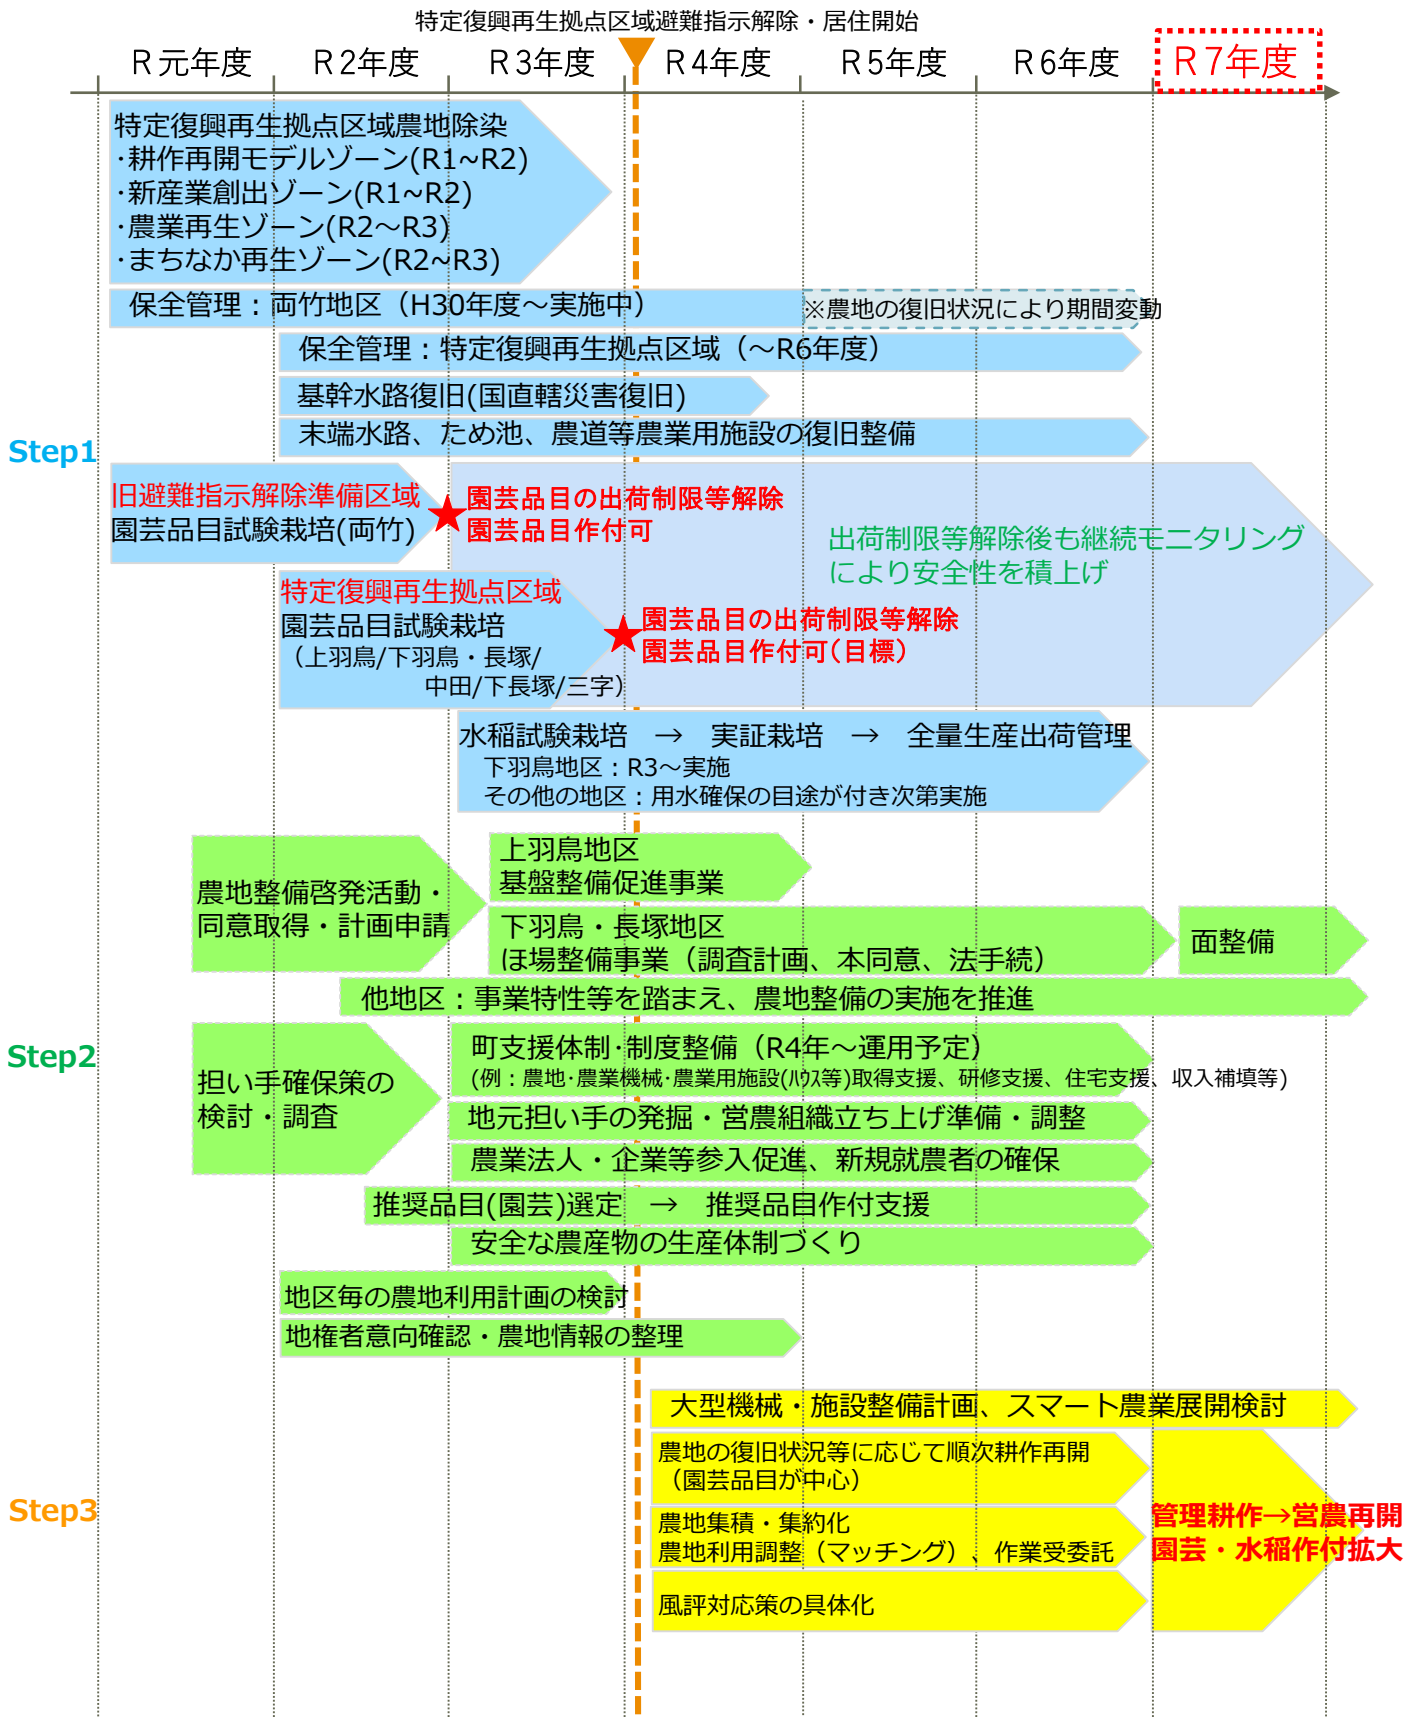 特定復興再生拠点区域避難指示解除・居住開始
R元年度
R2年度
R3年度
R4年度
R5年度
R6年度
R7年度
特定復興再生拠点区域農地除染
･耕作再開モデルゾーン(R1~R2)
･新産業創出ゾーン(R1~R2)
･農業再生ゾーン(R2～R3)
･まちなか再生ゾーン(R2~R3)
保全管理：両竹地区（H30年度～実施中）
※農地の復旧状況により期間変動
保全管理：特定復興再生拠点区域（～R6年度）
基幹水路復旧(国直轄災害復旧)
末端水路、ため池、農道等農業用施設の復旧整備
Step1
旧避難指示解除準備区域
園芸品目試験栽培(両竹)
★園芸品目の出荷制限等解除
園芸品目作付可
出荷制限等解除後も継続モニタリング
により安全性を積上げ
特定復興再生拠点区域
園芸品目試験栽培
（上羽鳥/下羽鳥・長塚/
中田/下長塚/三字）
★園芸品目の出荷制限等解除
園芸品目作付可(目標)
水稲試験栽培　→　実証栽培　→　全量生産出荷管理
下羽鳥地区：R3～実施
その他の地区：用水確保の目途が付き次第実施
農地整備啓発活動・
同意取得・計画申請
上羽鳥地区
基盤整備促進事業
下羽鳥・長塚地区
ほ場整備事業（調査計画、本同意、法手続）
面整備
他地区：事業特性等を踏まえ、農地整備の実施を推進
Step2
担い手確保策の
検討・調査
町支援体制･制度整備（R4年～運用予定）
(例：農地･農業機械･農業用施設(ﾊｳｽ等)取得支援、研修支援、住宅支援、収入補填等)
地元担い手の発掘・営農組織立ち上げ準備・調整
農業法人・企業等参入促進、新規就農者の確保
推奨品目(園芸)選定　→　推奨品目作付支援
安全な農産物の生産体制づくり
地区毎の農地利用計画の検討
地権者意向確認・農地情報の整理
大型機械・施設整備計画、スマート農業展開検討
農地の復旧状況等に応じて順次耕作再開
（園芸品目が中心）
Step3
農地集積・集約化
農地利用調整（マッチング）、作業受委託
風評対応策の具体化
管理耕作→営農再開
園芸・水稲作付拡大